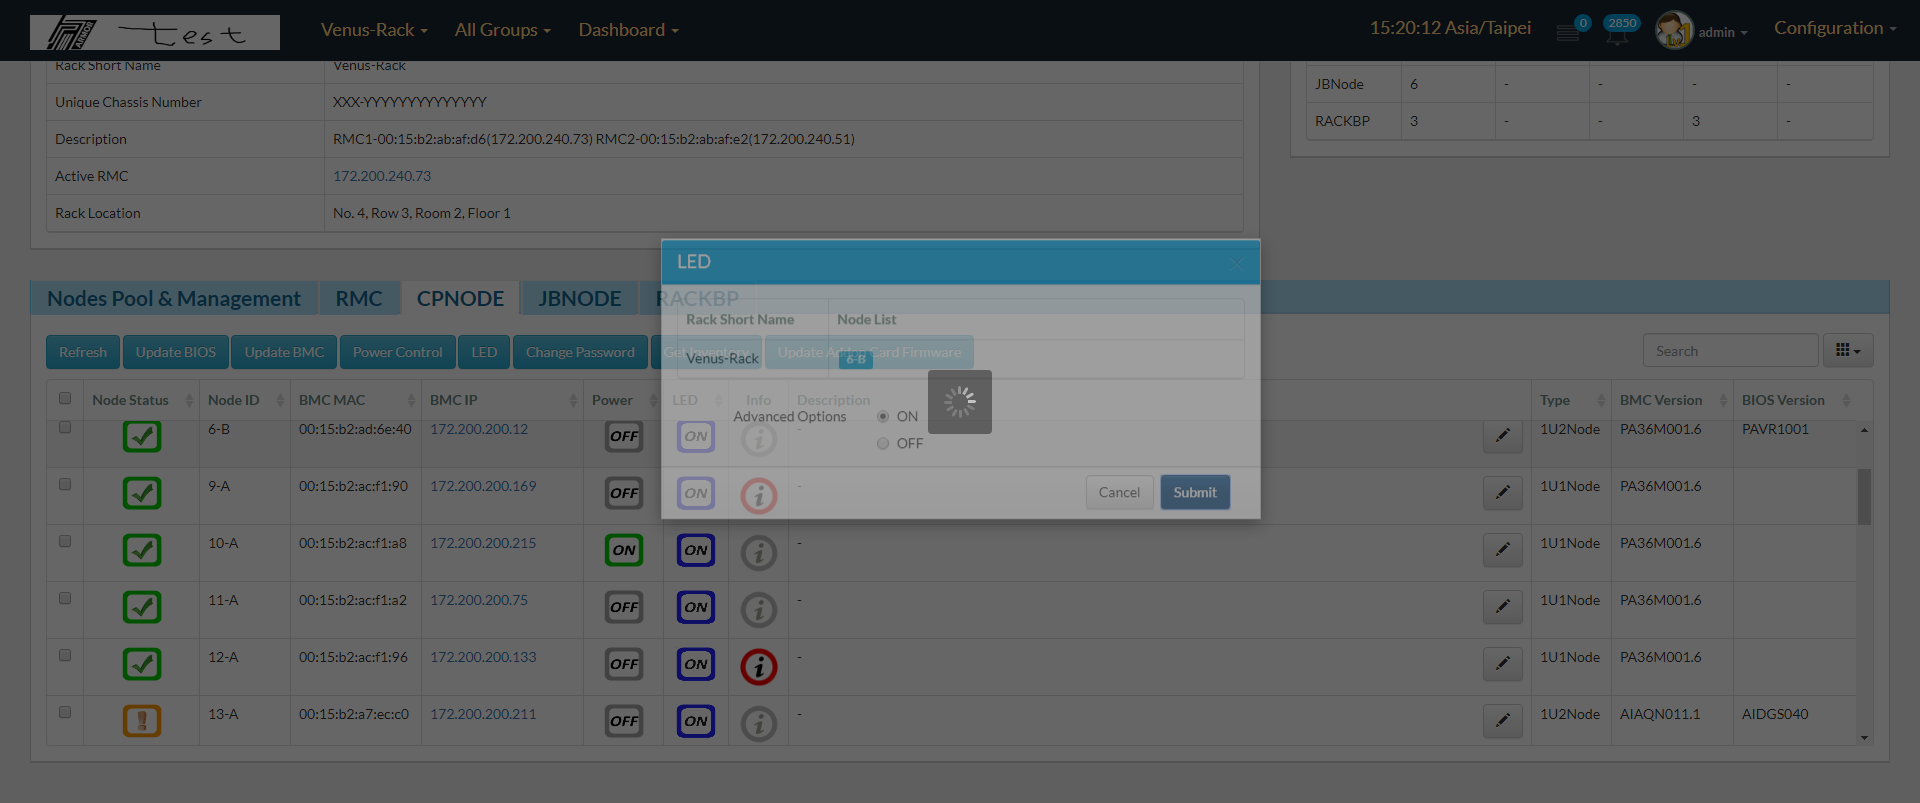 ARMOR test Venus-Rack All Groups Dashboard 15:20:12 Asia/Taipei 0 2850 admin Configuration
Rack Short Name Venus-Rack
Unique Chassis Number XXX-YYYYYYYYYYYYYY
Description RMC1-00:15:b2:ab:af:d6(172.200.240.73) RMC2-00:15:b2:ab:af:e2(172.200.240.51)
Active RMC 172.200.240.73
Rack Location No. 4, Row 3, Room 2, Floor 1
JBNode 6 - - - -
RACKBP 3 - - 3 -
LED
Nodes Pool & Management RMC CPNODE JBNODE RACKBP
Rack Short Name Node List
Venus-Rack 6-B
Advanced Options ON
OFF
Cancel Submit
Refresh Update BIOS Update BMC Power Control LED Change Password Update Addon Card Firmware Search
Node Status Node ID BMC MAC BMC IP Power LED Info Description Type BMC Version BIOS Version
6-B 00:15:b2:ad:6e:40 172.200.200.12 OFF ON i - 1U2Node PA36M001.6 PAVR1001
9-A 00:15:b2:ac:f1:90 172.200.200.169 OFF ON i - 1U1Node PA36M001.6
10-A 00:15:b2:ac:f1:a8 172.200.200.215 ON ON i - 1U1Node PA36M001.6
11-A 00:15:b2:ac:f1:a2 172.200.200.75 OFF ON i - 1U1Node PA36M001.6
12-A 00:15:b2:ac:f1:96 172.200.200.133 OFF ON i - 1U1Node PA36M001.6
! 13-A 00:15:b2:a7:ec:c0 172.200.200.211 OFF ON i - 1U2Node AIAQN011.1 AIDGS040